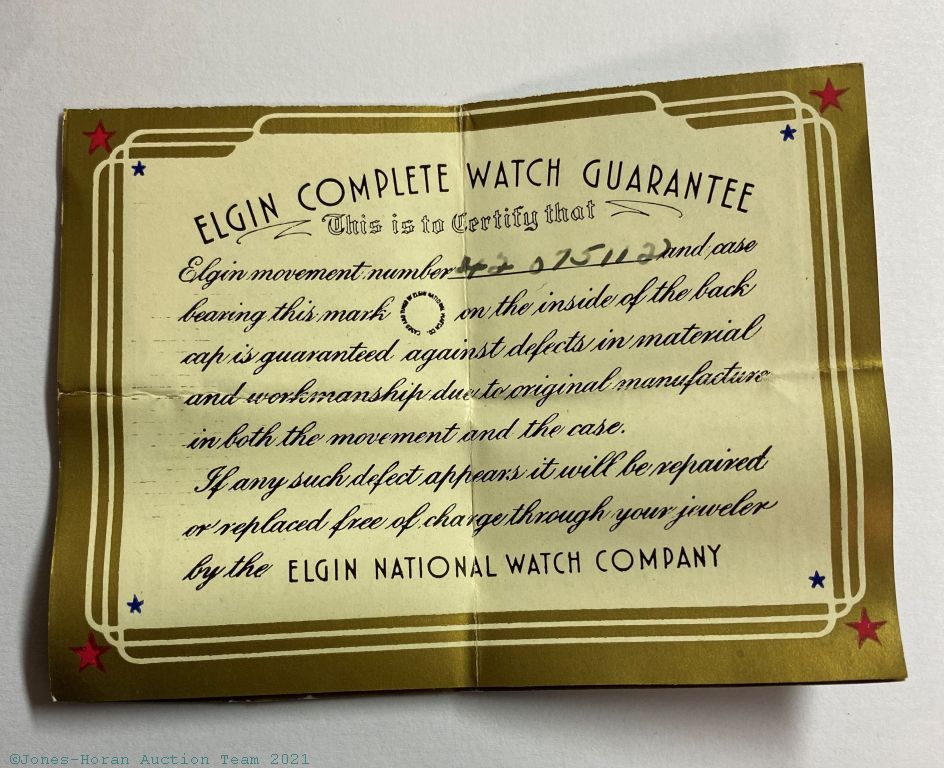 ELGIN COMPLETE WATCH GUARANTEE
This is to Certify that
Elgin movement number and case
bearing this mark on the inside of the back
cap is guaranteed against defects in material
and workmanship due to original manufacture
in both the movement and the case.
If any such defect appears it will be repaired
or replaced free of charge through your jeweler
by the ELGIN NATIONAL WATCH COMPANY
©Jones-Horan Auction Team 2021